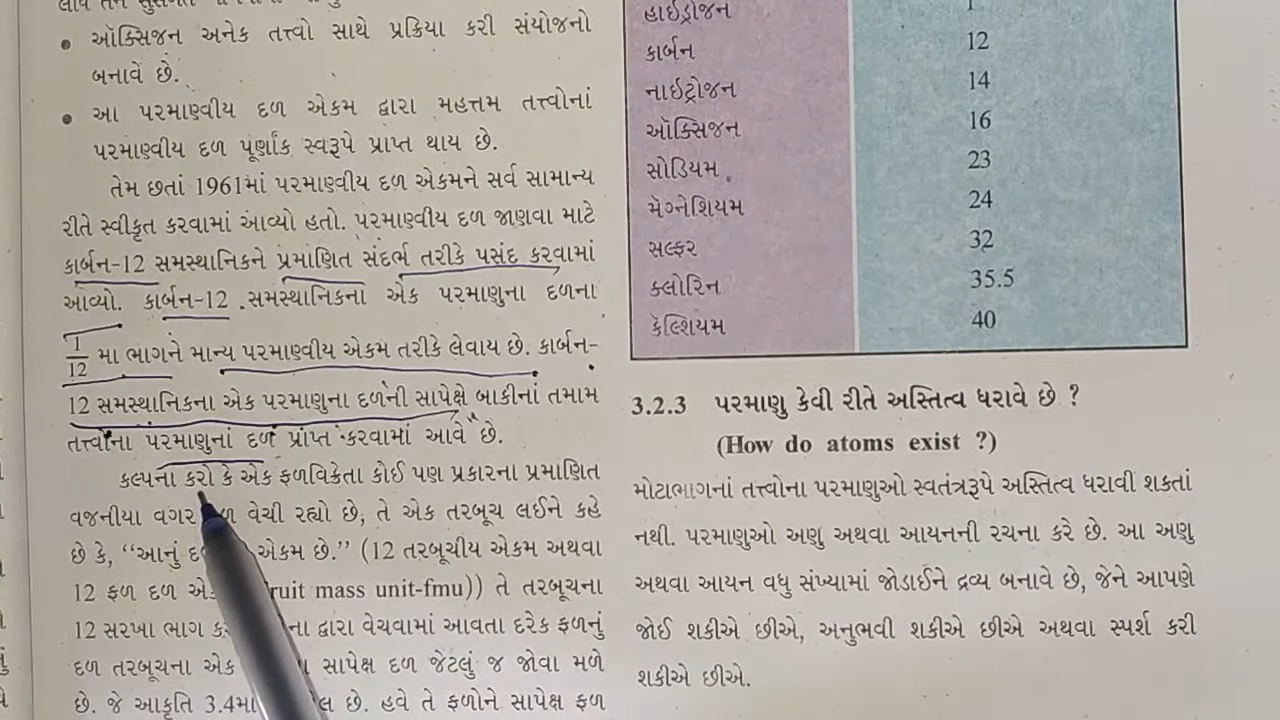 ઑક્સિજન અનેક તત્ત્વો સાથે પ્રક્રિયા કરી સંયોજનો
બનાવે છે.
આ પરમાણ્વીય દળ એકમ દ્વારા મહત્તમ તત્ત્વોનાં
પરમાણ્વીય દળ પૂર્ણાંક સ્વરૂપે પ્રાપ્ત થાય છે.
તેમ છતાં 1961માં પરમાણ્વીય દળ એકમને સર્વ સામાન્ય
રીતે સ્વીકૃત કરવામાં આવ્યો હતો. પરમાણ્વીય દળ જાણવા માટે
કાર્બન-12 સમસ્થાનિકને પ્રમાણિત સંદર્ભ તરીકે પસંદ કરવામાં
આવ્યો. કાર્બન-12 સમસ્થાનિકના એક પરમાણુના દળના
1/12 મા ભાગને માન્ય પરમાણ્વીય એકમ તરીકે લેવાય છે. કાર્બન-
12 સમસ્થાનિકના એક પરમાણુના દળની સાપેક્ષે બાકીનાં તમામ
તત્ત્વોના પરમાણુનાં દળ પ્રાપ્ત કરવામાં આવે છે.
કલ્પના કરો કે એક ફળવિક્રેતા કોઈ પણ પ્રકારના પ્રમાણિત
વજનીયા વગર વેચી રહ્યો છે, તે એક તરબૂચ લઈને કહે
છે કે, “આનું એકમ છે.” (12 તરબૂચીય એકમ અથવા
12 ફળ દળ mass unit-fmu)) તે તરબૂચના
12 સરખા ભાગ દ્વારા વેચવામાં આવતા દરેક ફળનું
દળ તરબૂચના એક સાપેક્ષ દળ જેટલું જ જોવા મળે
છે. જે આકૃતિ 3.4માં છે. હવે તે ફળોને સાપેક્ષ ફળ
હાઈડ્રોજન 1
કાર્બન 12
નાઈટ્રોજન 14
ઑક્સિજન 16
સોડિયમ 23
મૅગ્નેશિયમ 24
સલ્ફર 32
ક્લોરિન 35.5
કૅલ્શિયમ 40
3.2.3 પરમાણુ કેવી રીતે અસ્તિત્વ ધરાવે છે ?
(How do atoms exist ?)
મોટાભાગનાં તત્ત્વોના પરમાણુઓ સ્વતંત્રરૂપે અસ્તિત્વ ધરાવી શકતાં
નથી. પરમાણુઓ અણુ અથવા આયનની રચના કરે છે. આ અણુ
અથવા આયન વધુ સંખ્યામાં જોડાઈને દ્રવ્ય બનાવે છે, જેને આપણે
જોઈ શકીએ છીએ, અનુભવી શકીએ છીએ અથવા સ્પર્શ કરી
શકીએ છીએ.